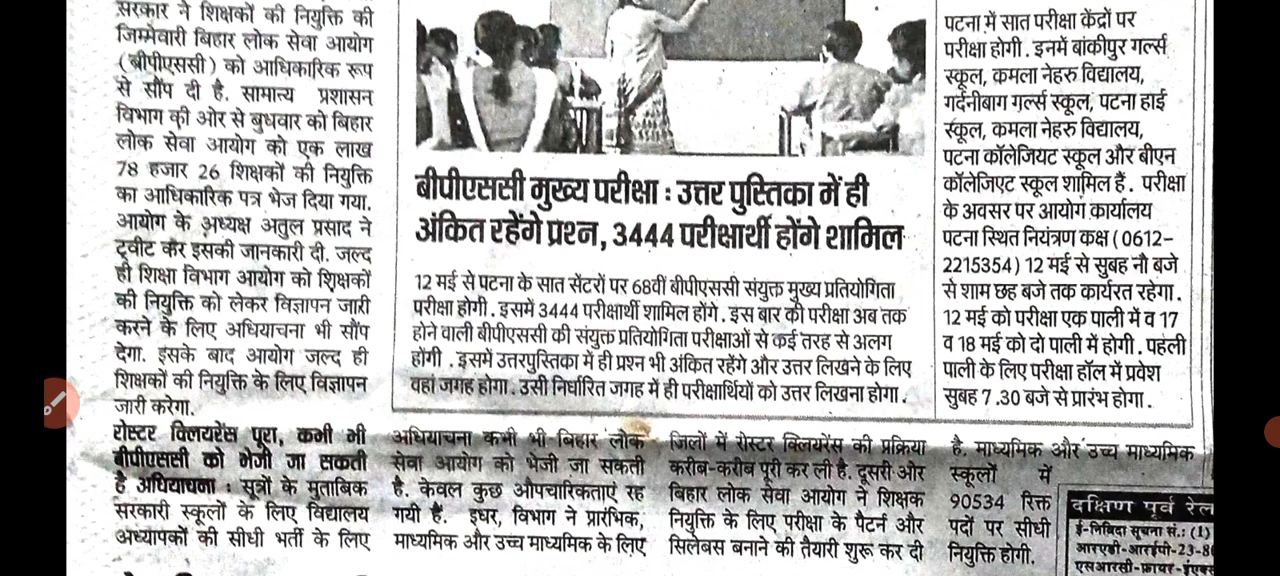 सरकार ने शिक्षकों की नियुक्ति की
जिम्मेवारी बिहार लोक सेवा आयोग
(बीपीएससी) को आधिकारिक रूप
से सौंप दी है. सामान्य प्रशासन
विभाग की ओर से बुधवार को बिहार
लोक सेवा आयोग को एक लाख
78 हजार 26 शिक्षकों की नियुक्ति
का आधिकारिक पत्र भेज दिया गया.
आयोग के अध्यक्ष अतुल प्रसाद ने
ट्वीट कर इसकी जानकारी दी. जल्द
ही शिक्षा विभाग आयोग को शिक्षकों
की नियुक्ति को लेकर विज्ञापन जारी
करने के लिए अधियाचना भी सौंप
देगा. इसके बाद आयोग जल्द ही
शिक्षकों की नियुक्ति के लिए विज्ञापन
जारी करेगा.
रोस्टर क्लियरेंस पूरा, कभी भी
बीपीएससी को भेजी जा सकती
है अधियाचना : सूत्रों के मुताबिक
सरकारी स्कूलों के लिए विद्यालय
अध्यापकों की सीधी भर्ती के लिए
बीपीएससी मुख्य परीक्षा : उत्तर पुस्तिका में ही
अंकित रहेंगे प्रश्न, 3444 परीक्षार्थी होंगे शामिल
12 मई से पटना के सात सेंटरों पर 68वीं बीपीएससी संयुक्त मुख्य प्रतियोगिता
परीक्षा होगी. इसमें 3444 परीक्षार्थी शामिल होंगे. इस बार की परीक्षा अब तक
होने वाली बीपीएससी की संयुक्त प्रतियोगिता परीक्षाओं से कई तरह से अलग
होगी. इसमें उत्तरपुस्तिका में ही प्रश्न भी अंकित रहेंगे और उत्तर लिखने के लिए
वहां जगह होगा. उसी निर्धारित जगह में ही परीक्षार्थियों को उत्तर लिखना होगा.
पटना में सात परीक्षा केंद्रों पर
परीक्षा होगी. इनमें बांकीपुर गर्ल्स
स्कूल, कमला नेहरु विद्यालय,
गर्दनीबाग गर्ल्स स्कूल, पटना हाई
स्कूल, कमला नेहरु विद्यालय,
पटना कॉलेजियट स्कूल और बीएन
कॉलेजिएट स्कूल शामिल हैं. परीक्षा
के अवसर पर आयोग कार्यालय
पटना स्थित नियंत्रण कक्ष (0612-
2215354) 12 मई से सुबह नौ बजे
से शाम छह बजे तक कार्यरत रहेगा.
12 मई को परीक्षा एक पाली में व 17
व 18 मई को दो पाली में होगी. पहली
पाली के लिए परीक्षा हॉल में प्रवेश
सुबह 7.30 बजे से प्रारंभ होगा.
अधियाचना कभी भी बिहार लोक
सेवा आयोग को भेजी जा सकती
है. केवल कुछ औपचारिकताएं रह
गयी हैं. इधर, विभाग ने प्रारंभिक,
माध्यमिक और उच्च माध्यमिक के लिए
जिलों में रोस्टर क्लियरेंस की प्रक्रिया
करीब-करीब पूरी कर ली है. दूसरी ओर
बिहार लोक सेवा आयोग ने शिक्षक
नियुक्ति के लिए परीक्षा के पैटर्न और
सिलेबस बनाने की तैयारी शुरू कर दी
है. माध्यमिक और उच्च माध्यमिक
स्कूलों में
90534 रिक्त
पदों पर सीधी
नियुक्ति होगी.
दक्षिण पूर्व रेल
ई-निविदा सूचना सं.: (1)
आरएडी-आरईपी-23-8
एसआरसी-फ़ायर-